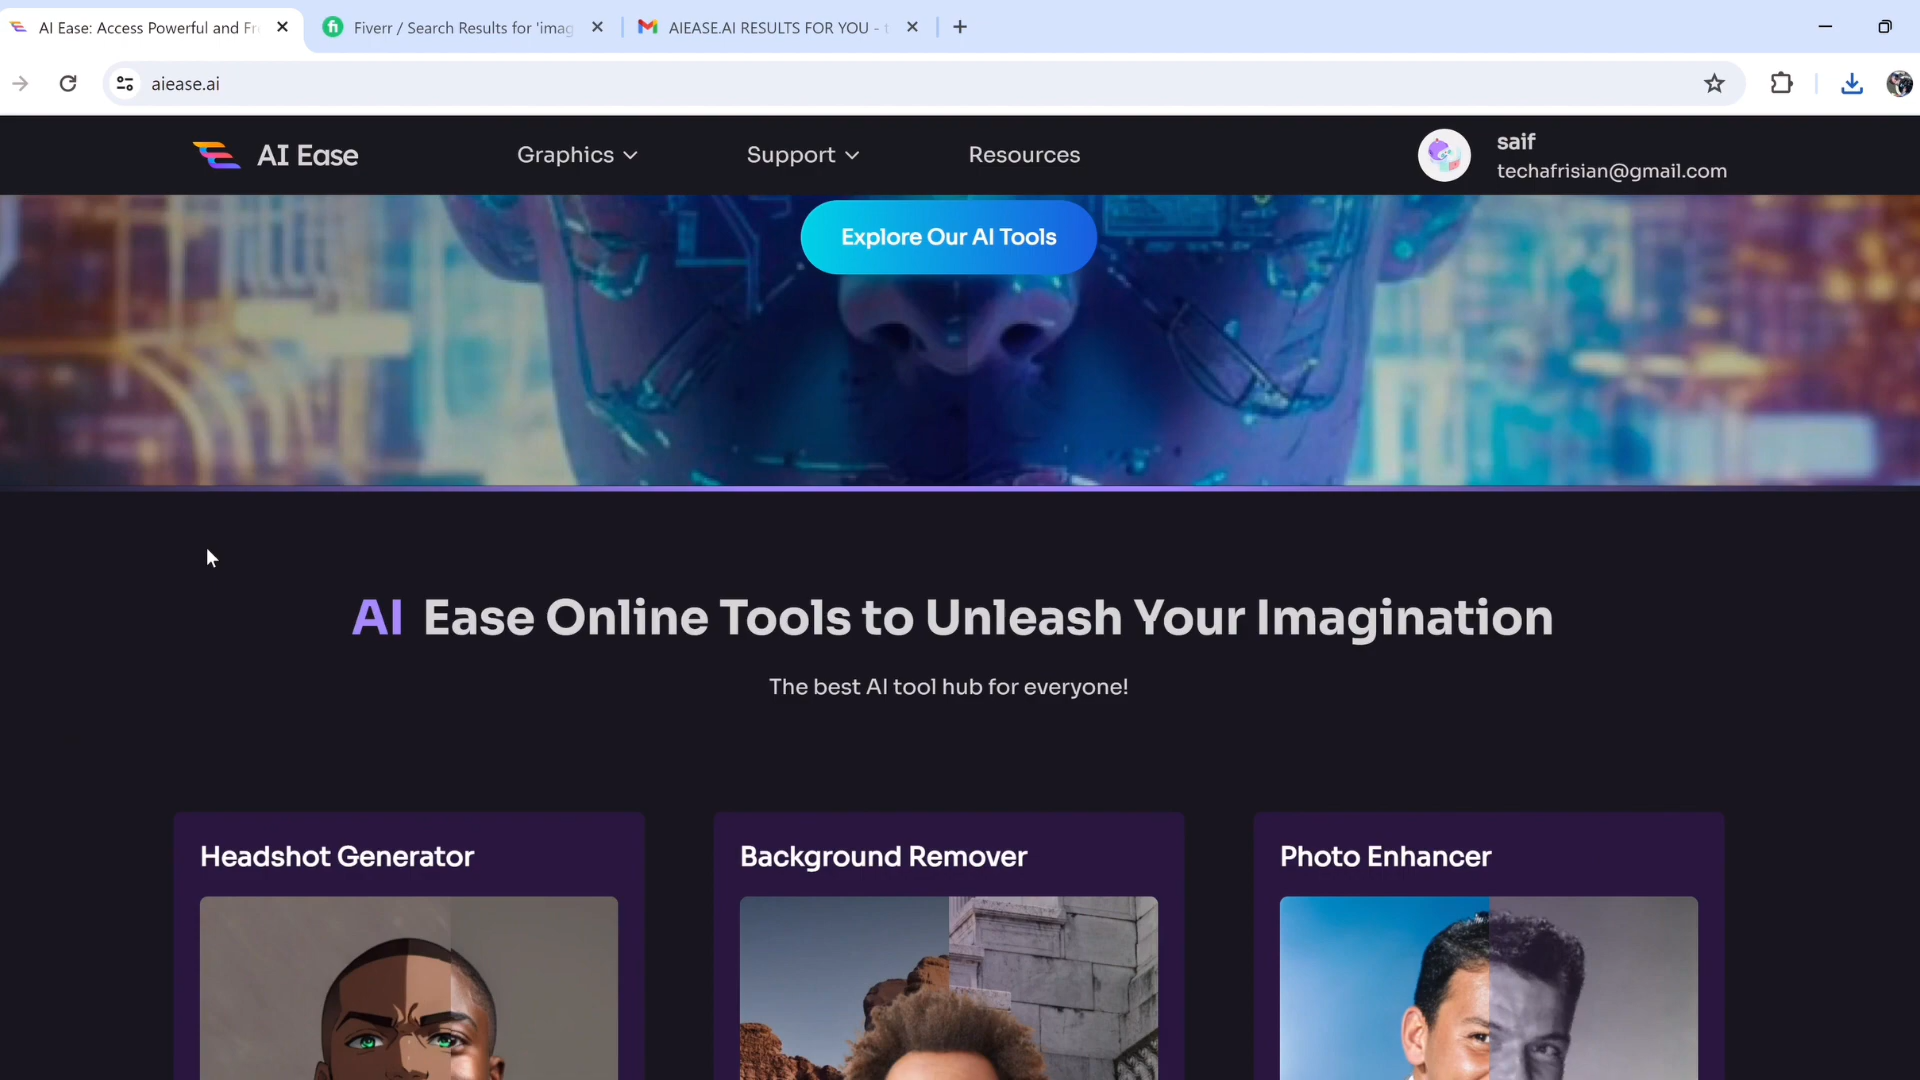 AI Ease: Access Powerful and Fr
Fiverr / Search Results for 'imag
AIEASE.AI RESULTS FOR YOU -
aiease.ai
AI Ease
Graphics
Support
Resources
saif
techafrisian@gmail.com
Explore Our AI Tools
AI Ease Online Tools to Unleash Your Imagination
The best AI tool hub for everyone!
Headshot Generator
Background Remover
Photo Enhancer